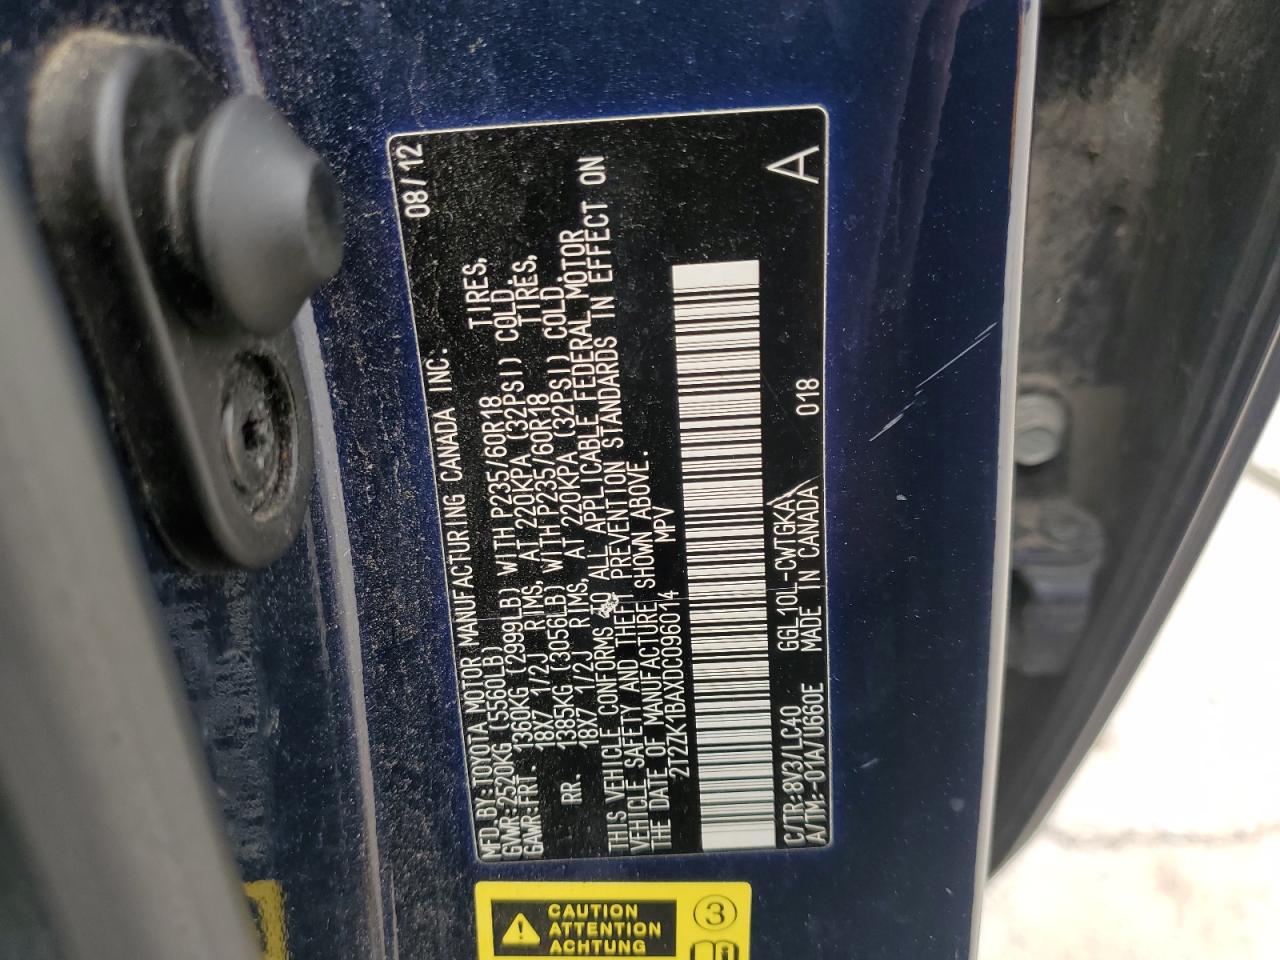 MFD BY:TOYOTA MOTOR MANUFACTURING CANADA INC. 08/12
GVWR:2520KG (5560LB)
GAWR:FRT. 1360KG (2999LB) WITH P235/60R18 TIRES,
18X7 1/2J RIMS, AT 220KPA (32PSI) COLD.
RR. 1385KG (3056LB) WITH P235/60R18 TIRES,
18X7 1/2J RIMS, AT 220KPA (32PSI) COLD.
THIS VEHICLE CONFORMS TO ALL APPLICABLE FEDERAL MOTOR
VEHICLE SAFETY AND THEFT PREVENTION STANDARDS IN EFFECT ON
THE DATE OF MANUFACTURE SHOWN ABOVE.
2T2ZK1BAXDC096014 MPV
C/TR:8V3/LC40 GGL10L-CWTGKA 018 A
A/TM:-01A/U660E MADE IN CANADA
CAUTION
ATTENTION
ACHTUNG
3